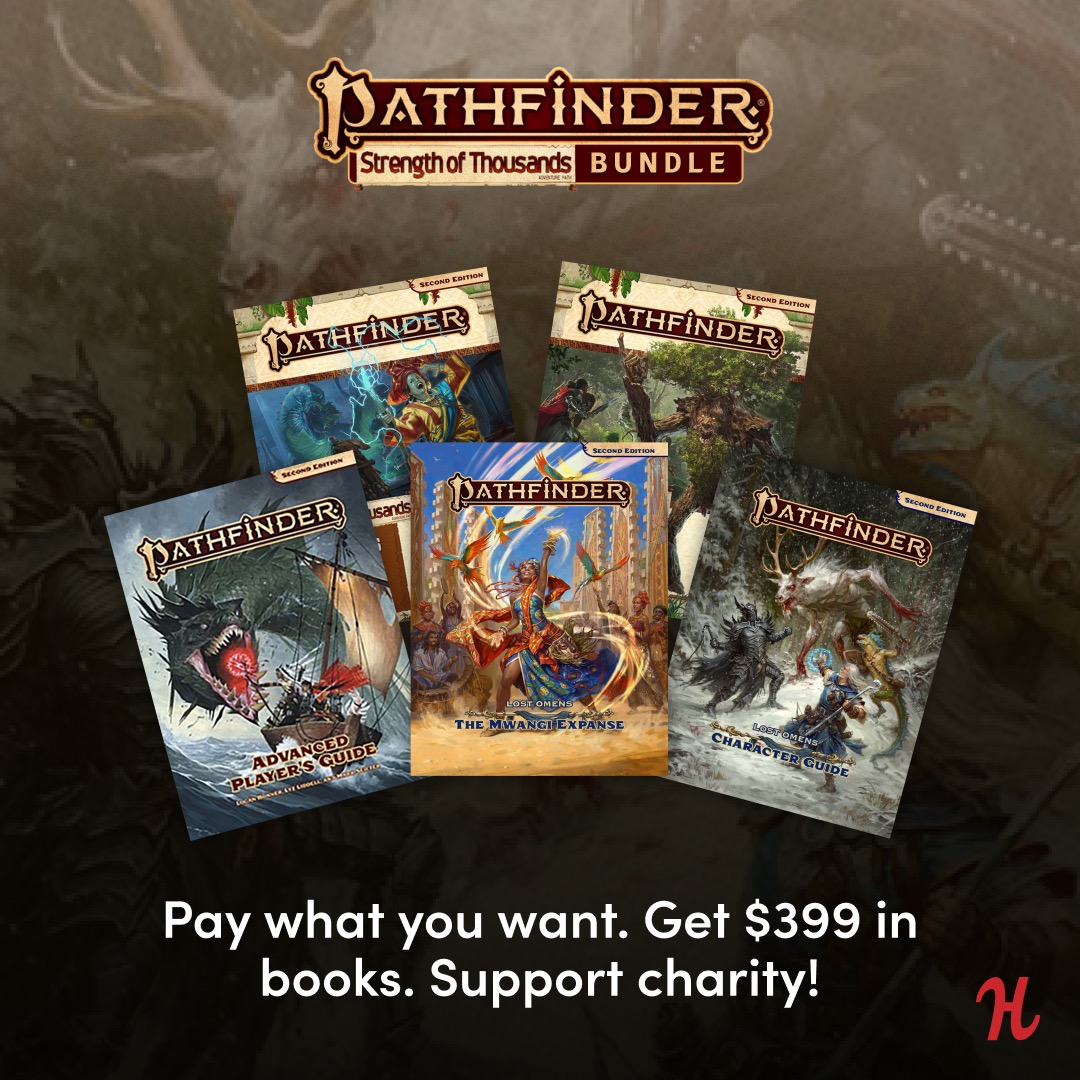 PATHFINDER®
Strength of Thousands BUNDLE
ADVENTURE PATH
SECOND EDITION
PATHFINDER
SECOND EDITION
PATHFINDER
usands
SECOND EDITION
PATHFINDER
ADVANCED
PLAYER'S GUIDE
SECOND EDITION
PATHFINDER
LOST OMENS
THE MWANGI EXPANSE
SECOND EDITION
PATHFINDER
LOST OMENS
CHARACTER GUIDE
Pay what you want. Get $399 in
books. Support charity!
H